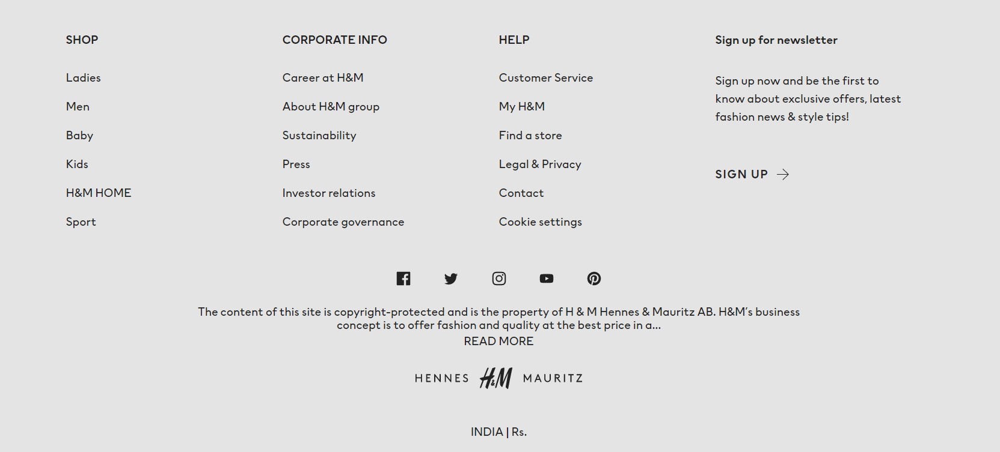 SHOP
Ladies
Men
Baby
Kids
H&M HOME
Sport
CORPORATE INFO
Career at H&M
About H&M group
Sustainability
Press
Investor relations
Corporate governance
HELP
Customer Service
My H&M
Find a store
Legal & Privacy
Contact
Cookie settings
Sign up for newsletter
Sign up now and be the first to
know about exclusive offers, latest
fashion news & style tips!
SIGN UP
The content of this site is copyright-protected and is the property of H & M Hennes & Mauritz AB. H&M’s business
concept is to offer fashion and quality at the best price in a...
READ MORE
HENNES H&M MAURITZ
INDIA | Rs.